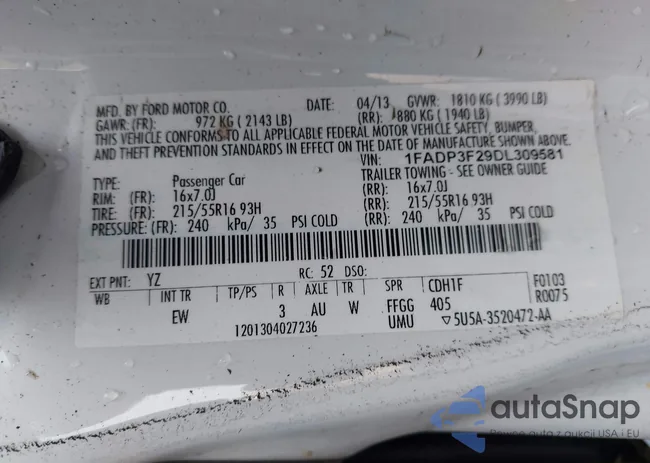 MFD. BY FORD MOTOR CO. DATE: 04/13 GVWR: 1810 KG ( 3990 LB)
GAWR: (FR): 972 KG ( 2143 LB) (RR): 880 KG ( 1940 LB)
THIS VEHICLE CONFORMS TO ALL APPLICABLE FEDERAL MOTOR VEHICLE SAFETY, BUMPER,
AND THEFT PREVENTION STANDARDS IN EFFECT ON THE DATE OF MANUFACTURE SHOWN ABOVE.
VIN: 1FADP3F29DL309581
TYPE: Passenger Car TRAILER TOWING - SEE OWNER GUIDE
RIM: (FR): 16x7.0J (RR): 16x7.0J
TIRE: (FR): 215/55R16 93H (RR): 215/55R16 93H
PRESSURE: (FR): 240 kPa/ 35 PSI COLD (RR): 240 kPa/ 35 PSI COLD
EXT PNT: YZ RC: 52 DSO: F0103
WB INT TR TP/PS R AXLE TR SPR CDH1F R0075
EW 3 AU W FFGG 405
1201304027236 UMU ▽5U5A-3520472-AA
autaSnap
Pewne auto z aukcji USA i EU